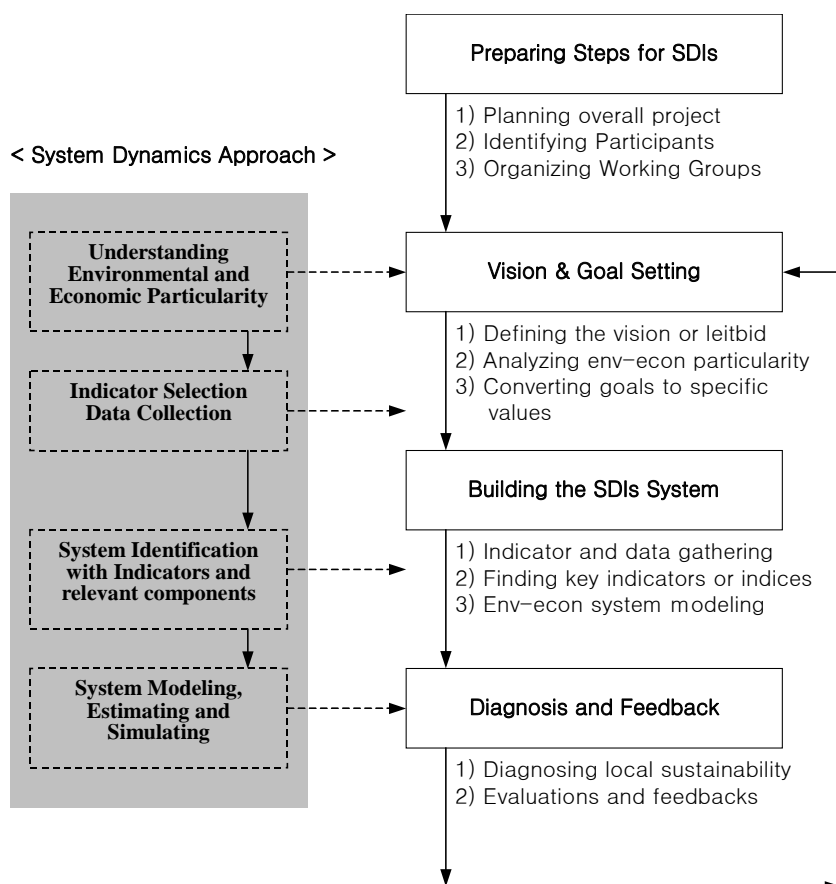 Preparing Steps for SDIs
1) Planning overall project
2) Identifying Participants
3) Organizing Working Groups
< System Dynamics Approach >
Understanding
Environmental and
Economic Particularity
Vision & Goal Setting
1) Defining the vision or leitbid
2) Analyzing env-econ particularity
3) Converting goals to specific
values
Indicator Selection
Data Collection
Building the SDIs System
System Identification
with Indicators and
relevant components
1) Indicator and data gathering
2) Finding key indicators or indices
3) Env-econ system modeling
System Modeling,
Estimating and
Simulating
Diagnosis and Feedback
1) Diagnosing local sustainability
2) Evaluations and feedbacks